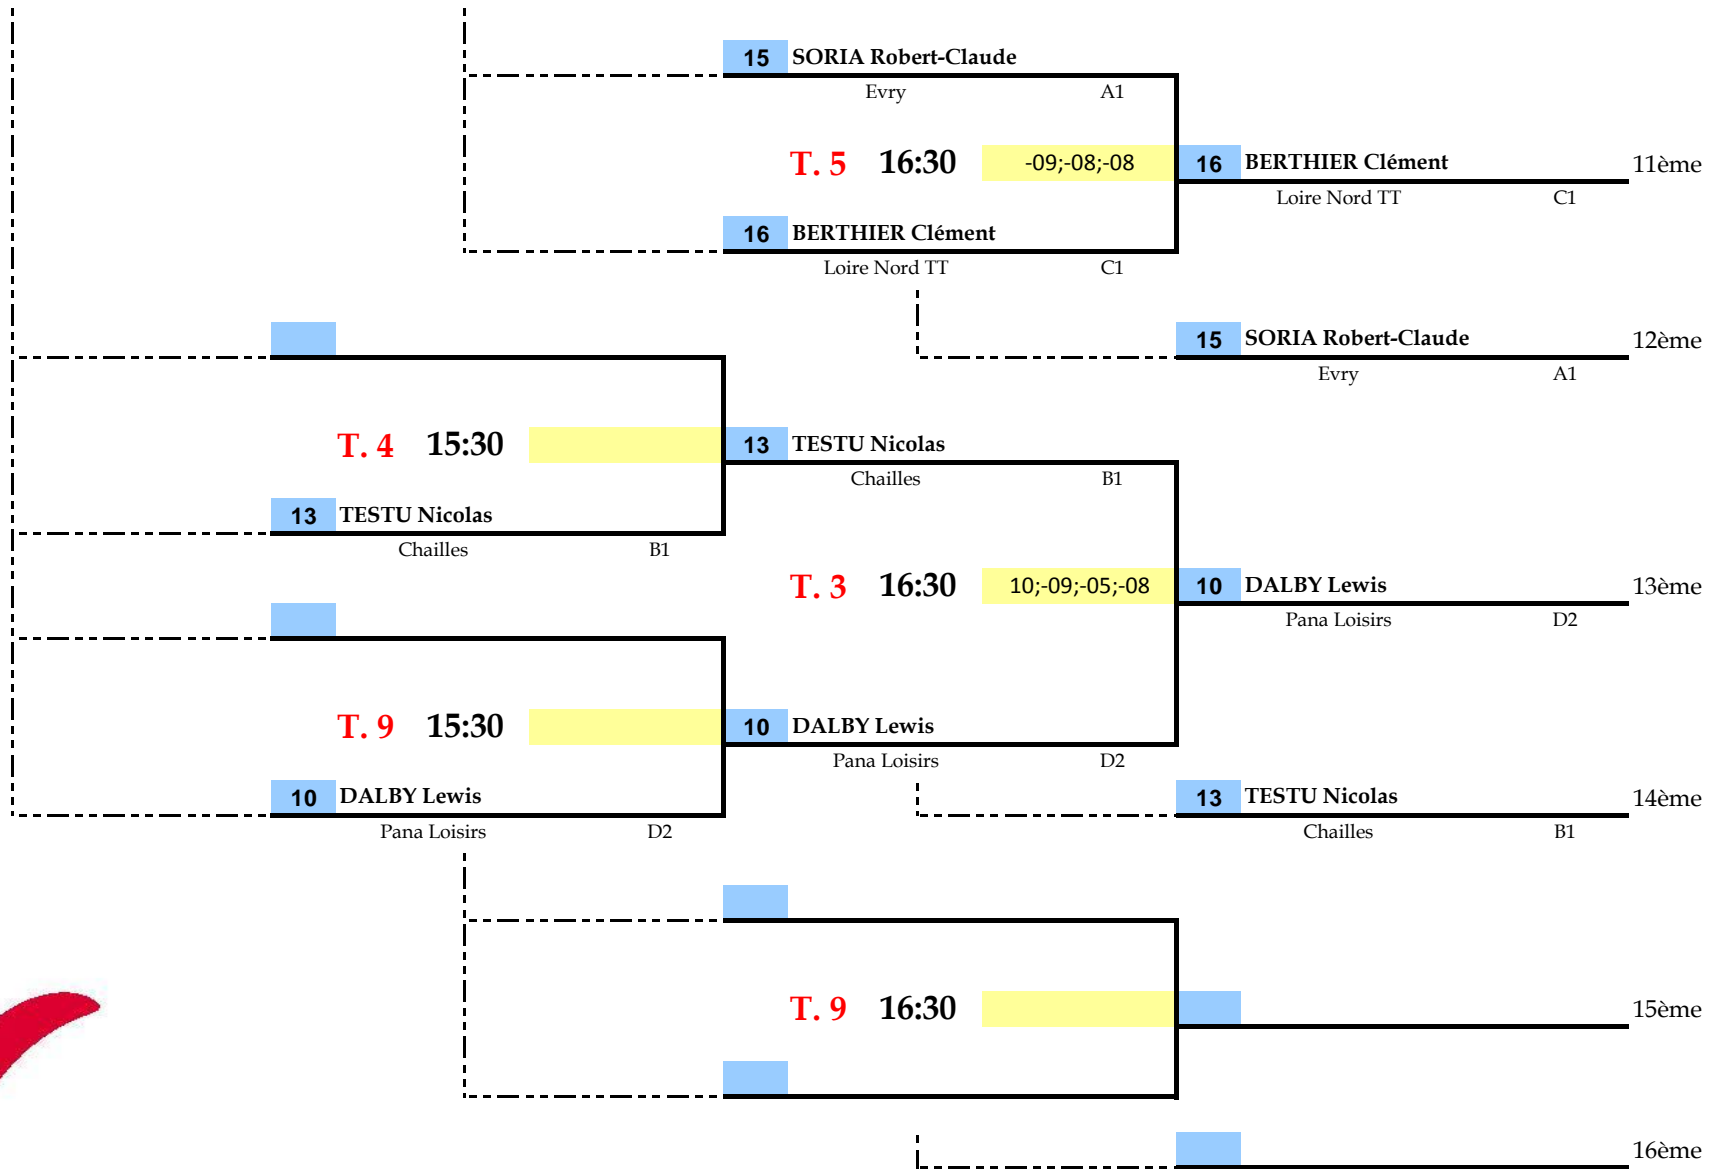 15 SORIA Robert-Claude
Evry A1
T. 5 16:30 -09;-08;-08 16 BERTHIER Clément 11ème
Loire Nord TT C1
16 BERTHIER Clément
Loire Nord TT C1
15 SORIA Robert-Claude 12ème
Evry A1
T. 4 15:30 13 TESTU Nicolas
Chailles B1
13 TESTU Nicolas
Chailles B1
T. 3 16:30 10;-09;-05;-08 10 DALBY Lewis 13ème
Pana Loisirs D2
T. 9 15:30 10 DALBY Lewis
Pana Loisirs D2
10 DALBY Lewis 13 TESTU Nicolas 14ème
Pana Loisirs D2 Chailles B1
T. 9 16:30 15ème
16ème